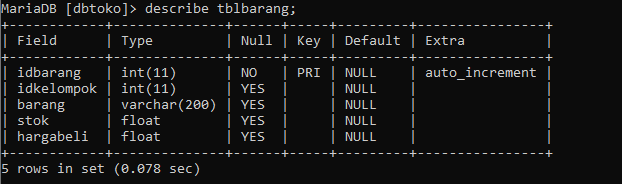 MariaDB [dbtoko]> describe tblbarang;
+------------+--------------+------+-----+---------+----------------+
| Field      | Type         | Null | Key | Default | Extra          |
+------------+--------------+------+-----+---------+----------------+
| idbarang   | int(11)      | NO   | PRI | NULL    | auto_increment |
| idkelompok | int(11)      | YES  |     | NULL    |                |
| barang     | varchar(200) | YES  |     | NULL    |                |
| stok       | float        | YES  |     | NULL    |                |
| hargabeli  | float        | YES  |     | NULL    |                |
+------------+--------------+------+-----+---------+----------------+
5 rows in set (0.078 sec)